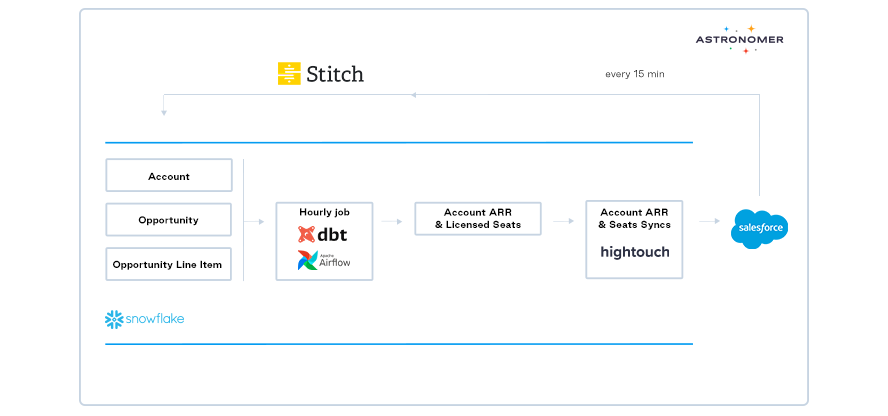 ASTRONOMER
Stitch
every 15 min
Account
Opportunity
Opportunity Line Item
Hourly job
dbt
Apache
Airflow
Account ARR
& Licensed Seats
Account ARR
& Seats Syncs
hightouch
salesforce
snowflake